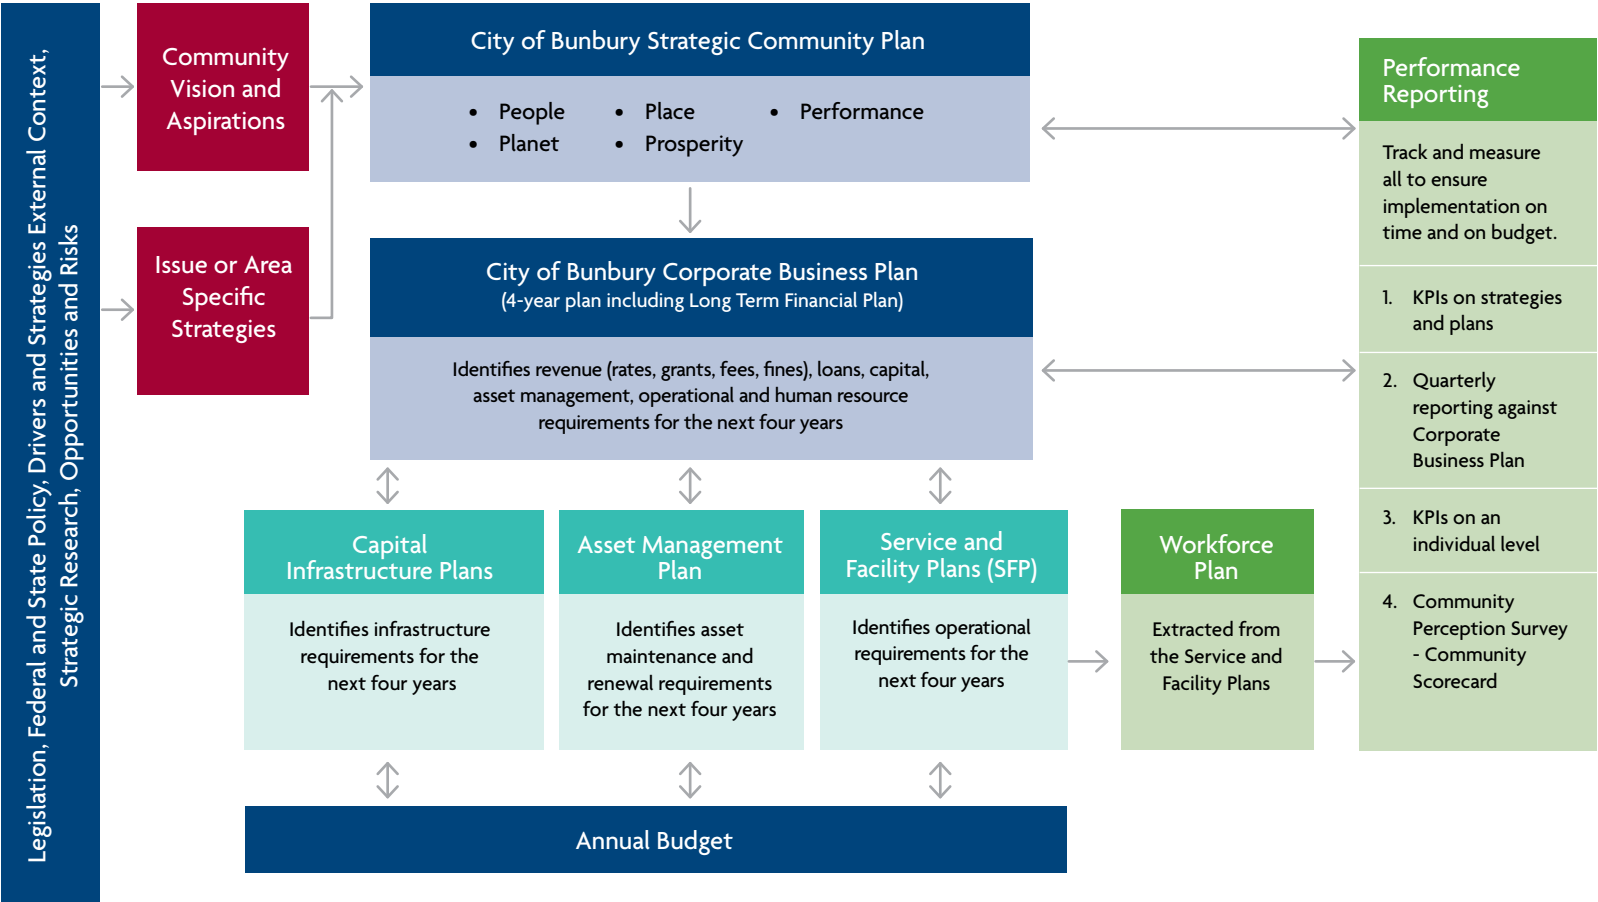 Legislation, Federal and State Policy, Drivers and Strategies External Context,
Strategic Research, Opportunities and Risks
Community
Vision and
Aspirations
Issue or Area
Specific
Strategies
City of Bunbury Strategic Community Plan
• People • Place • Performance
• Planet • Prosperity
City of Bunbury Corporate Business Plan
(4-year plan including Long Term Financial Plan)
Identifies revenue (rates, grants, fees, fines), loans, capital,
asset management, operational and human resource
requirements for the next four years
Capital
Infrastructure Plans
Identifies infrastructure
requirements for the
next four years
Asset Management
Plan
Identifies asset
maintenance and
renewal requirements
for the next four years
Service and
Facility Plans (SFP)
Identifies operational
requirements for the
next four years
Workforce
Plan
Extracted from
the Service and
Facility Plans
Annual Budget
Performance
Reporting
Track and measure
all to ensure
implementation on
time and on budget.
1. KPIs on strategies
and plans
2. Quarterly
reporting against
Corporate
Business Plan
3. KPIs on an
individual level
4. Community
Perception Survey
- Community
Scorecard